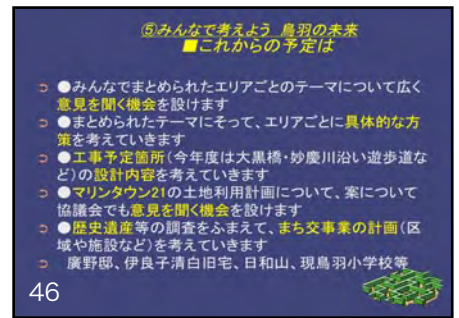 ⑤みんなで考えよう 鳥羽の未来
■これからの予定は
➲ ●みんなでまとめられたエリアごとのテーマについて広く
意見を聞く機会を設けます
➲ ●まとめられたテーマにそって、エリアごとに具体的な方
策を考えていきます
➲ ●工事予定箇所(今年度は大黒橋・妙慶川沿い遊歩道な
ど)の設計内容を考えていきます
➲ ●マリンタウン21の土地利用計画について、案について
協議会でも意見を聞く機会を設けます
➲ ●歴史遺産等の調査をふまえて、まち交事業の計画(区
域や施設など)を考えていきます
➲ 廣野邸、伊良子清白旧宅、日和山、現鳥羽小学校等
46